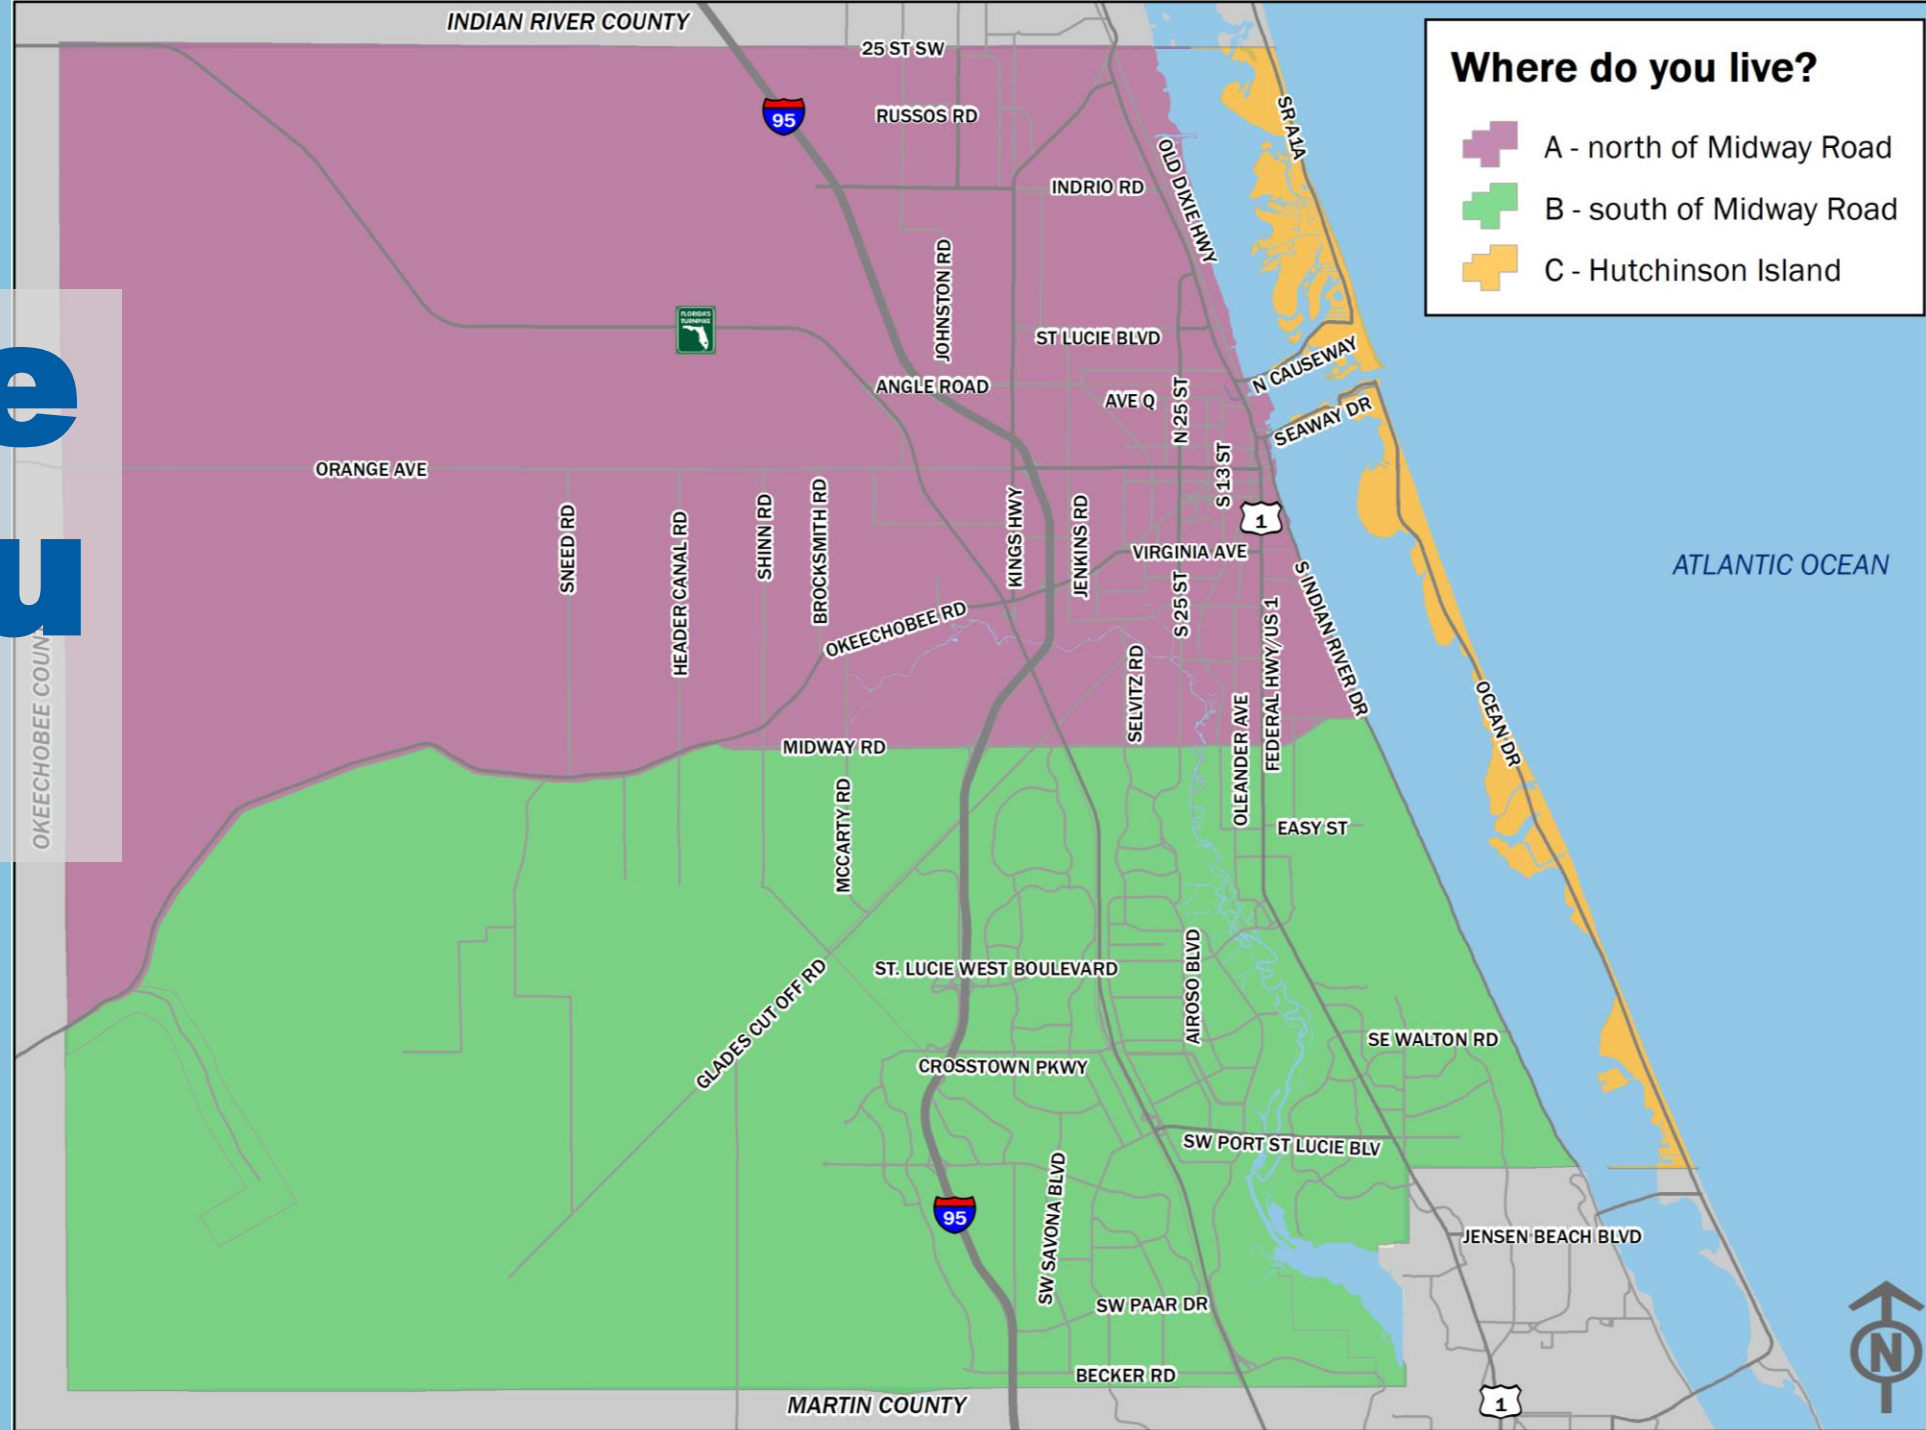 INDIAN RIVER COUNTY
25 ST SW
95
RUSSOS RD
INDRIO RD
OLD DIXIE HWY
SR A1A
Where do you live?
A - north of Midway Road
B - south of Midway Road
C - Hutchinson Island
JOHNSTON RD
FLORIDA'S
TURNPIKE
ST LUCIE BLVD
ANGLE ROAD
AVE Q
N 25 ST
N CAUSEWAY
SEAWAY DR
e
u
ORANGE AVE
S 13 ST
SNEED RD
HEADER CANAL RD
SHINN RD
BROCKSMITH RD
KINGS HWY
JENKINS RD
1
VIRGINIA AVE
ATLANTIC OCEAN
OKEECHOBEE RD
S 25 ST
S INDIAN RIVER DR
FEDERAL HWY/US 1
SELVITZ RD
OLEANDER AVE
OCEAN DR
OKEECHOBEE COUN
MIDWAY RD
MCCARTY RD
EASY ST
GLADES CUT OFF RD
ST. LUCIE WEST BOULEVARD
AIROSO BLVD
SE WALTON RD
CROSSTOWN PKWY
SW PORT ST LUCIE BLV
95
SW SAVONA BLVD
JENSEN BEACH BLVD
SW PAAR DR
BECKER RD
MARTIN COUNTY
1
N